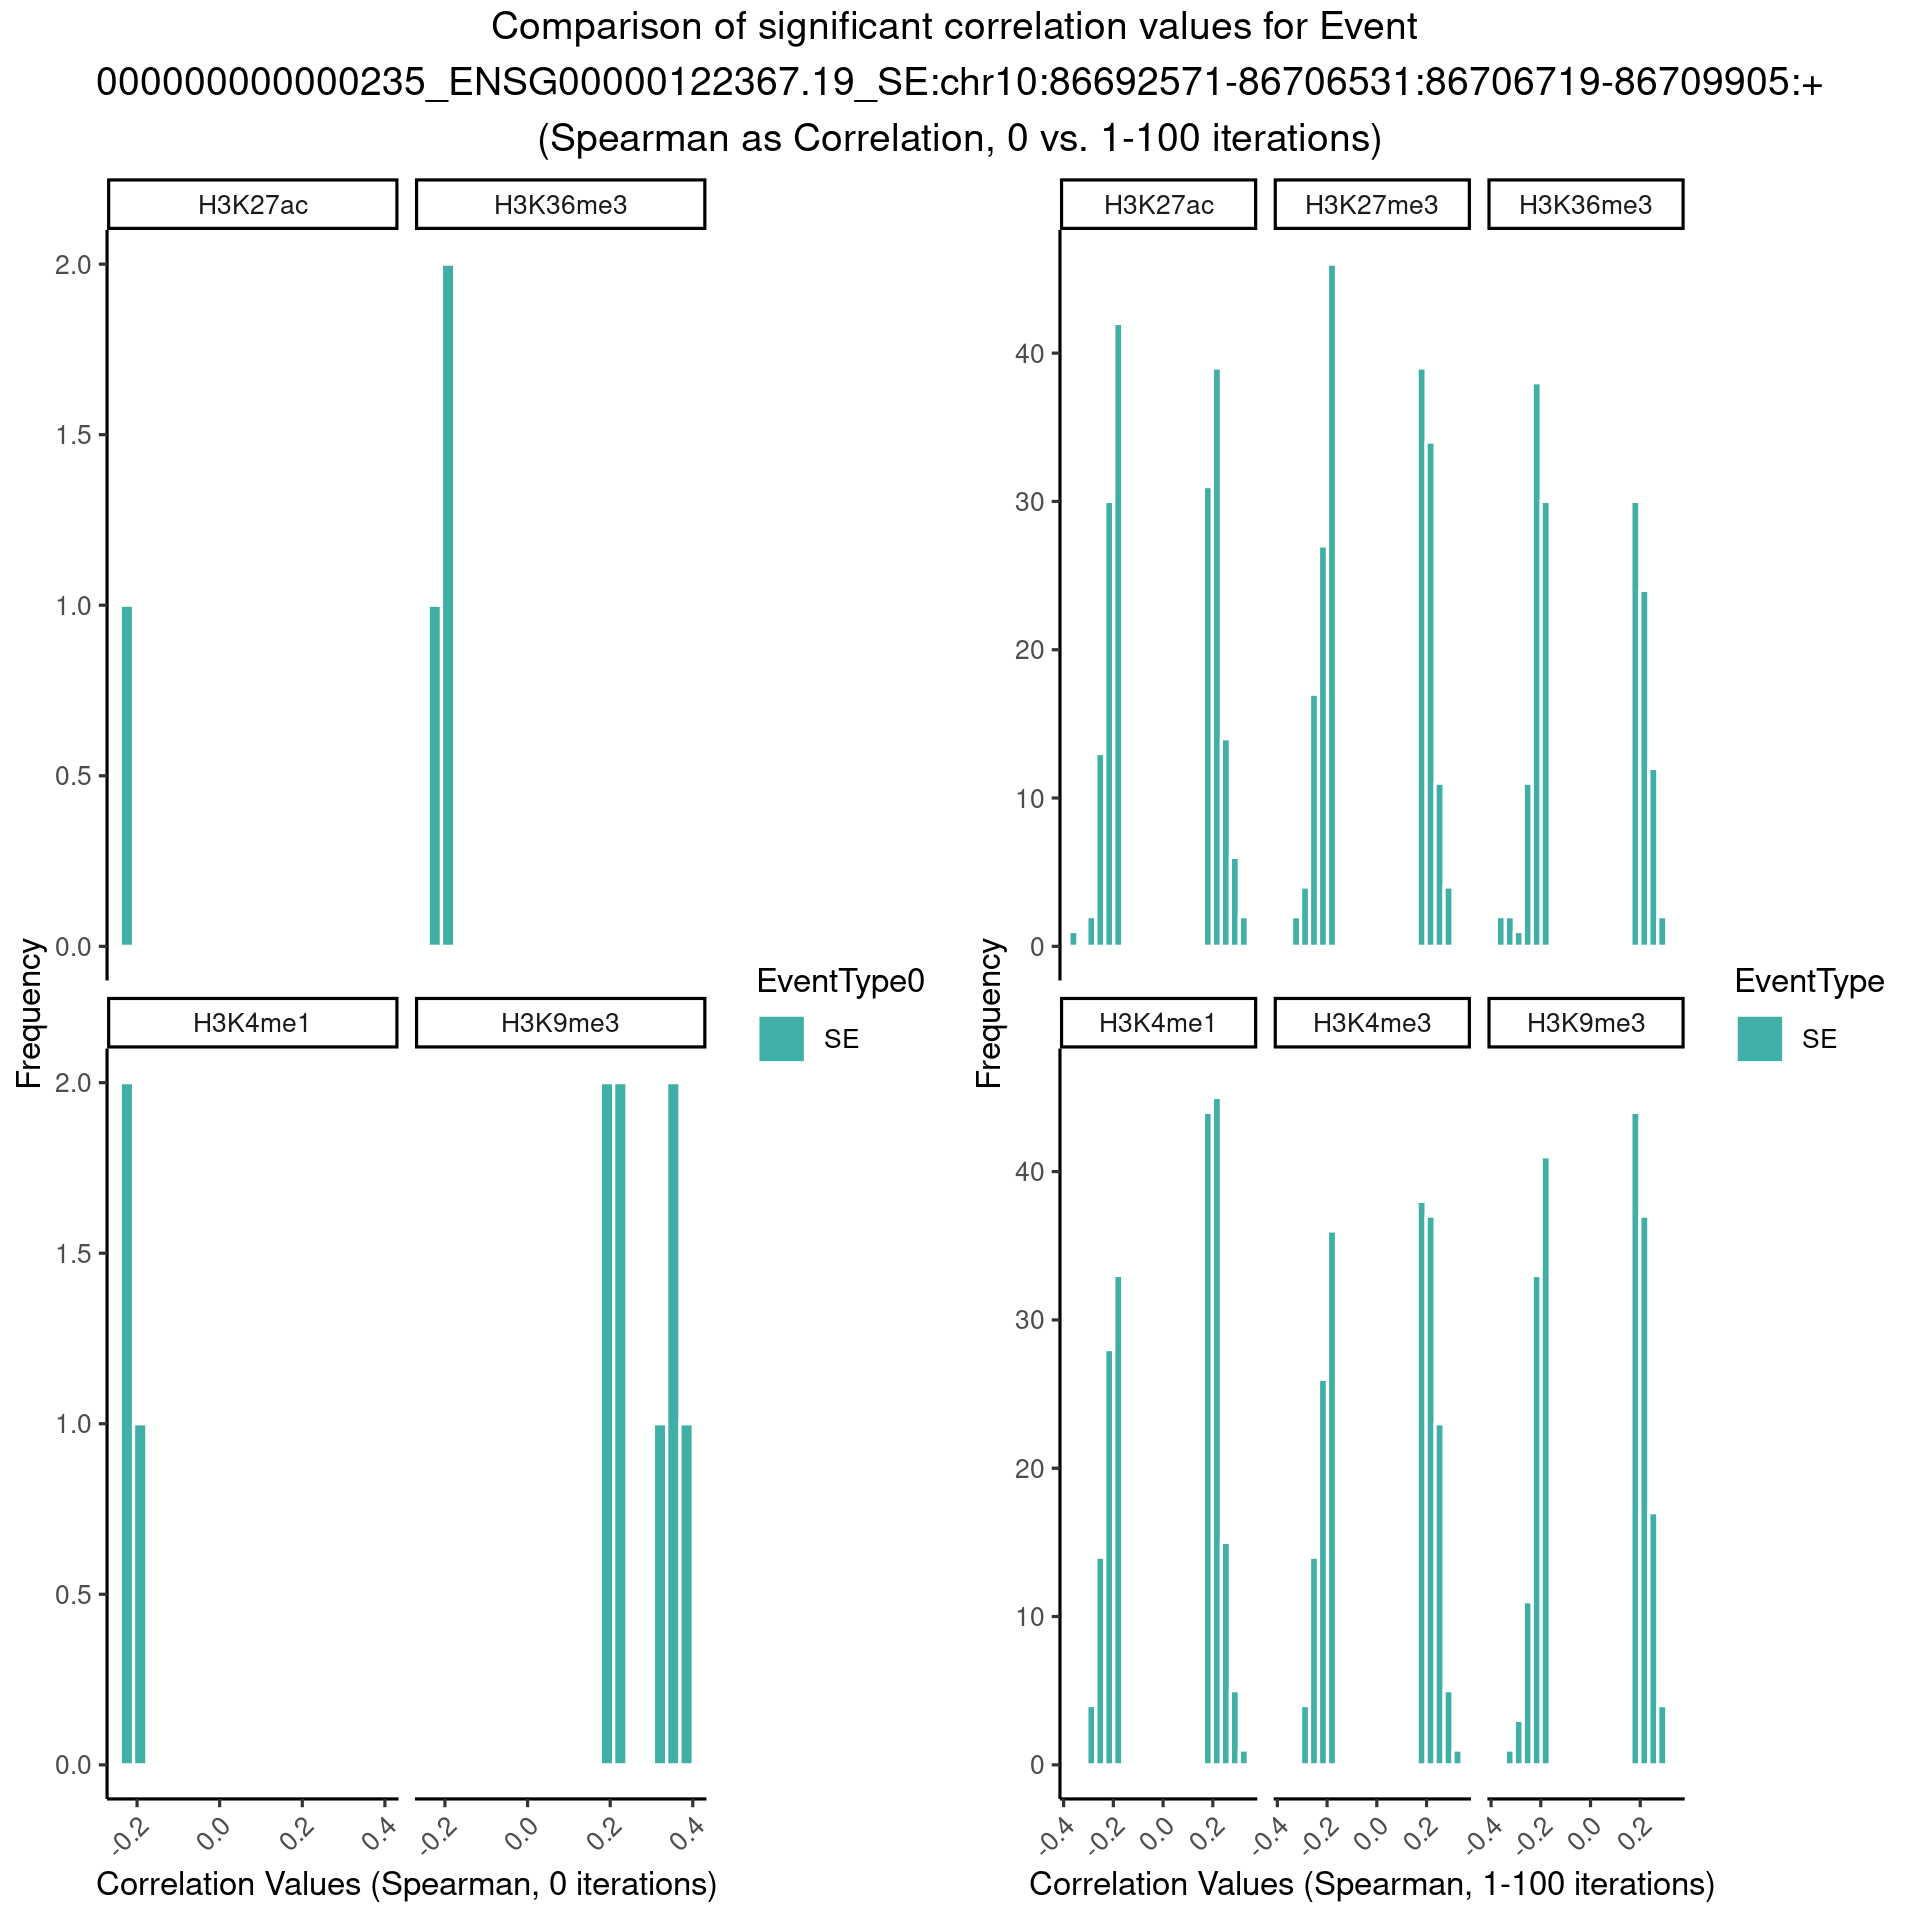 Comparison of significant correlation values for Event
000000000000235_ENSG00000122367.19_SE:chr10:86692571-86706531:86706719-86709905:+
(Spearman as Correlation, 0 vs. 1-100 iterations)
H3K27ac
H3K36me3
2.0
1.5
1.0
0.5
0.0
H3K4me1
H3K9me3
2.0
1.5
1.0
0.5
0.0
-0.2
0.0
0.2
0.4
-0.2
0.0
0.2
0.4
Frequency
Correlation Values (Spearman, 0 iterations)
EventType0
SE
H3K27ac
H3K27me3
H3K36me3
40
30
20
10
0
H3K4me1
H3K4me3
H3K9me3
40
30
20
10
0
-0.4
-0.2
0.0
0.2
-0.4
-0.2
0.0
0.2
-0.4
-0.2
0.0
0.2
Frequency
Correlation Values (Spearman, 1-100 iterations)
EventType
SE